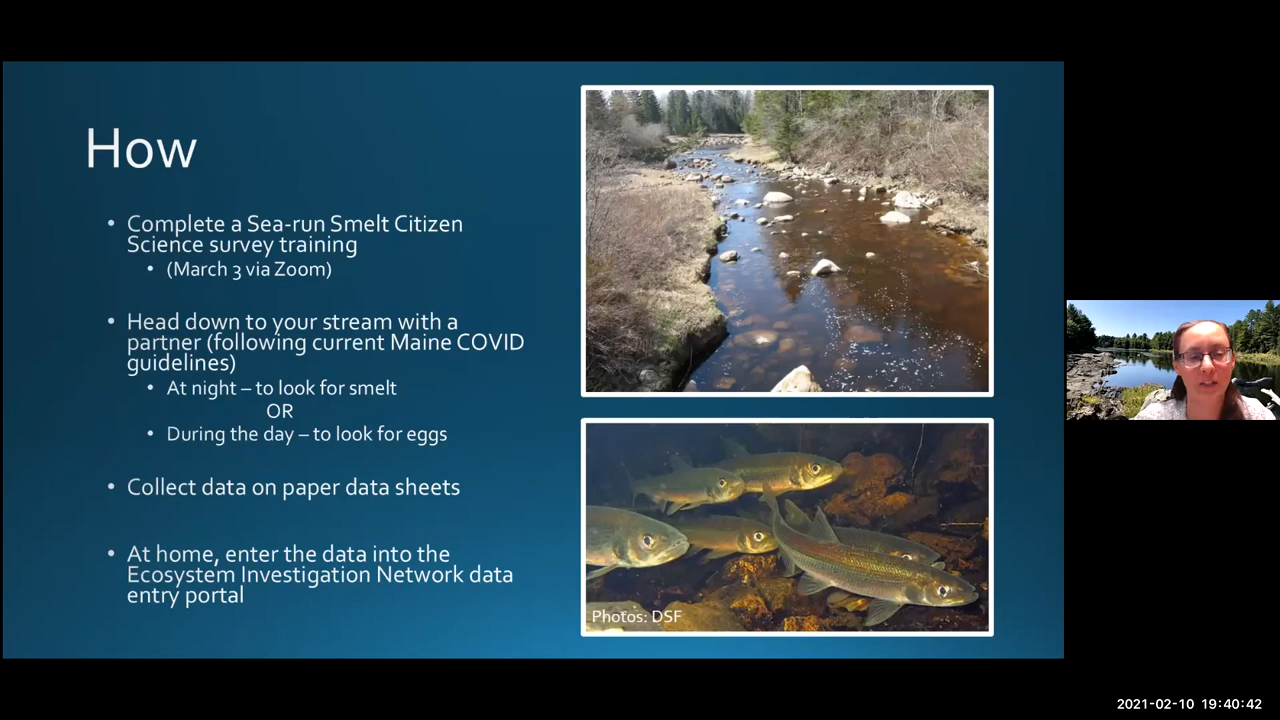 How
• Complete a Sea-run Smelt Citizen
Science survey training
• (March 3 via Zoom)
• Head down to your stream with a
partner (following current Maine COVID
guidelines)
• At night – to look for smelt
OR
• During the day – to look for eggs
• Collect data on paper data sheets
• At home, enter the data into the
Ecosystem Investigation Network data
entry portal
Photos: DSF
2021-02-10 19:40:42